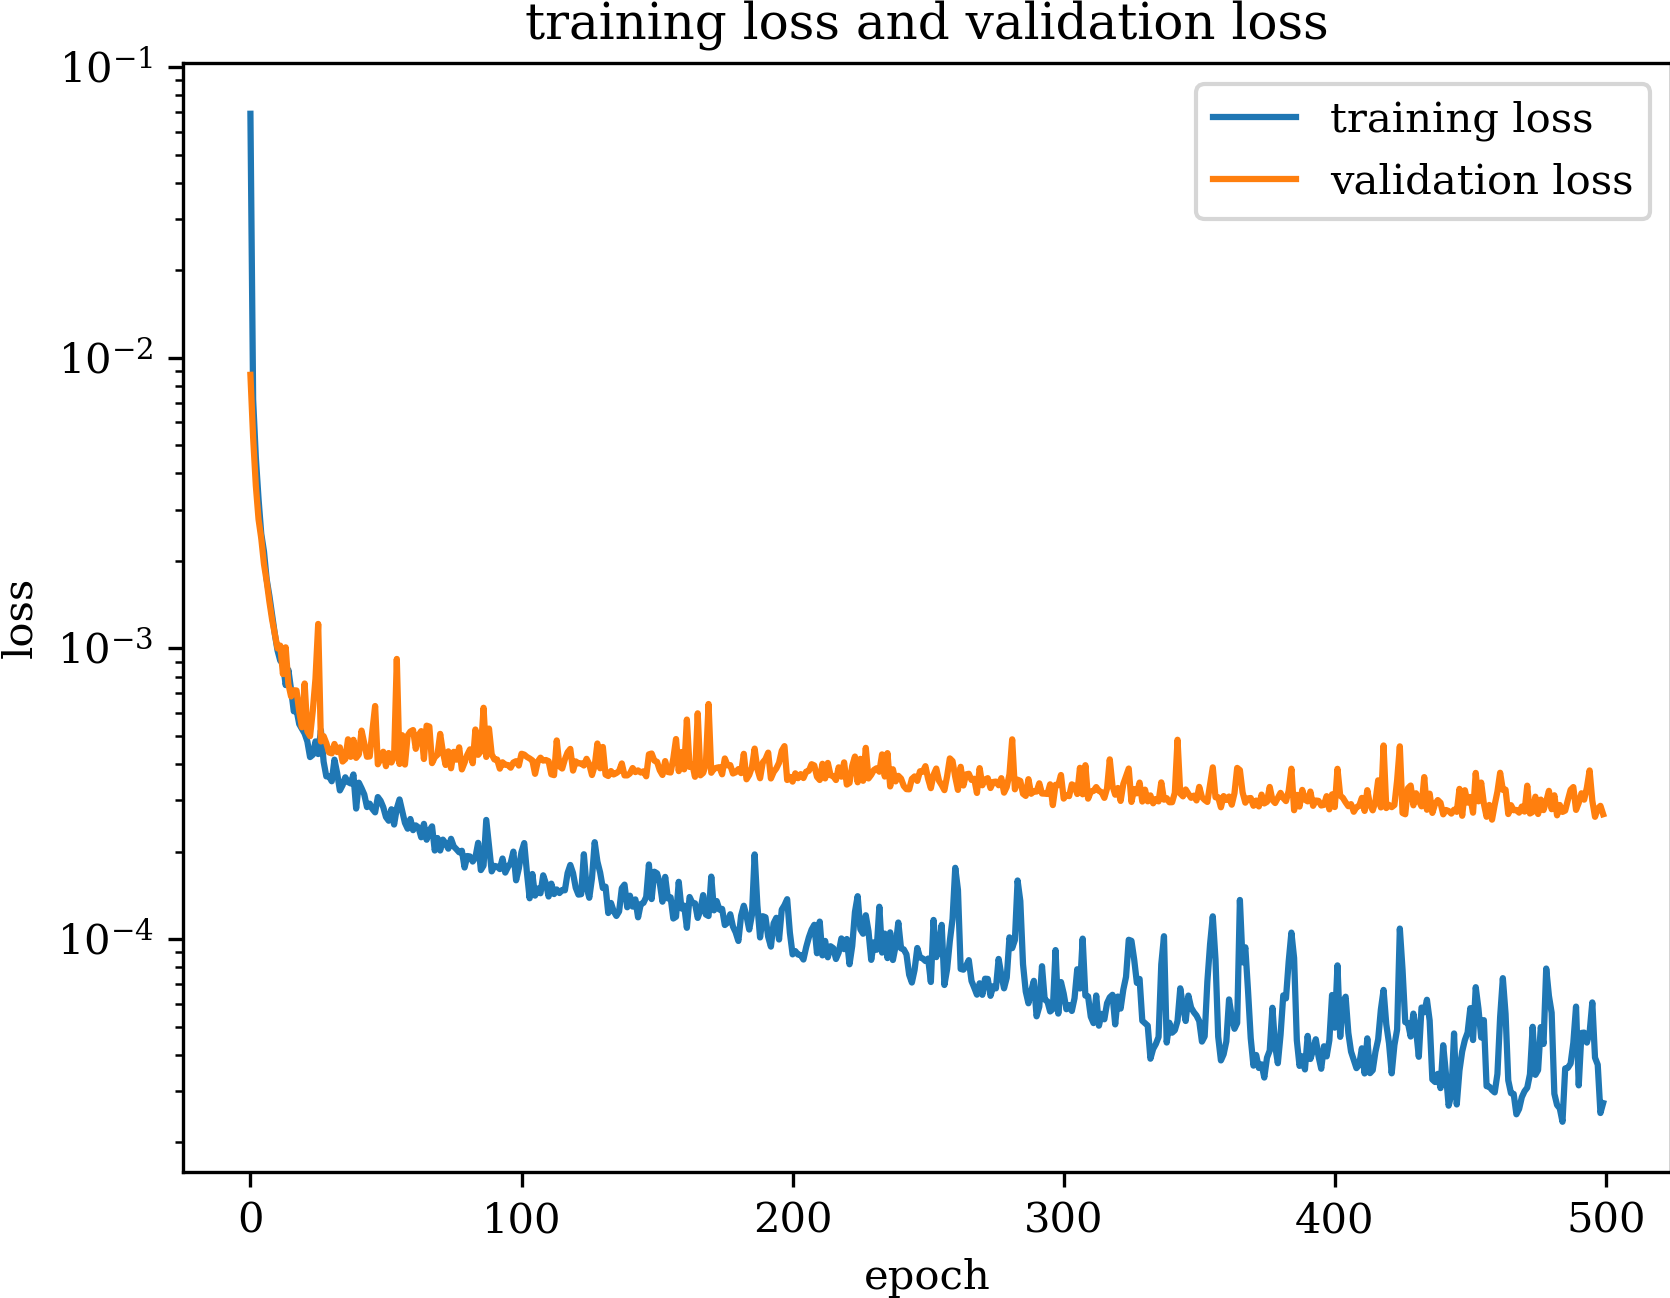 training loss and validation loss
10⁻¹
training loss
validation loss
10⁻²
loss
10⁻³
10⁻⁴
0 100 200 300 400 500
epoch